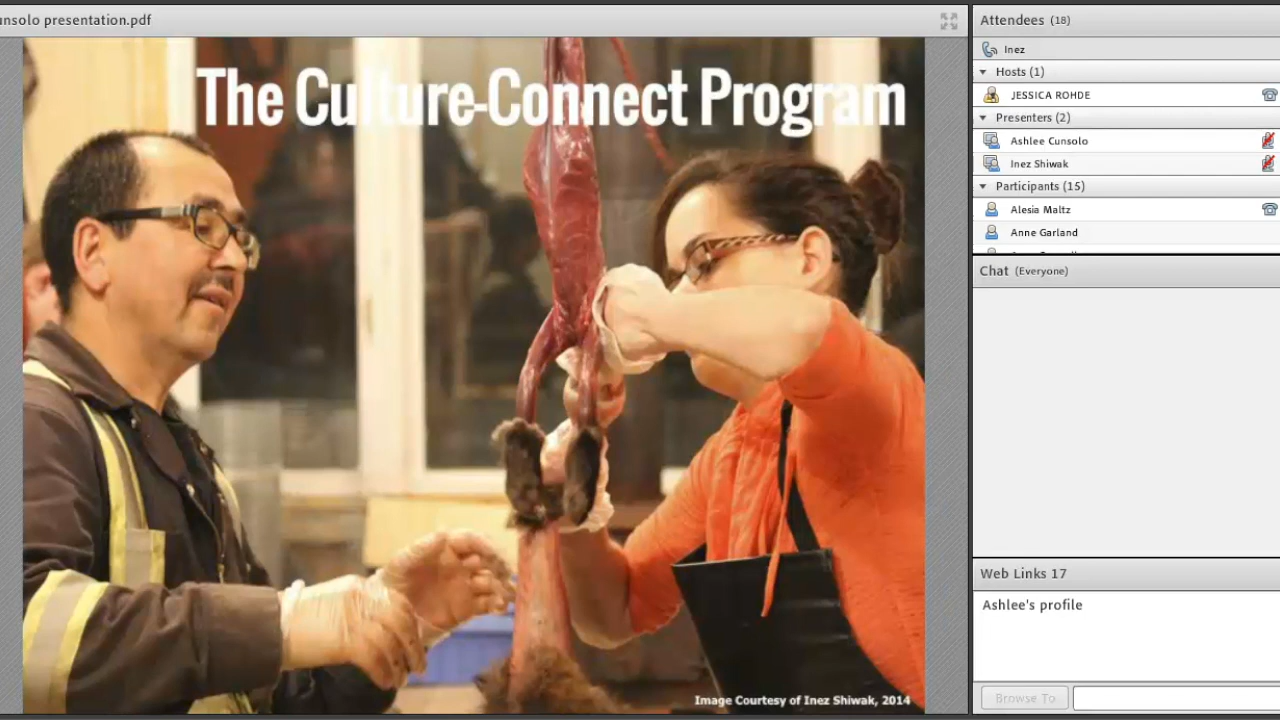 unsolo presentation.pdf
The Culture-Connect Program
Image Courtesy of Inez Shiwak, 2014
Attendees (18)
Inez
Hosts (1)
JESSICA ROHDE
Presenters (2)
Ashlee Cunsolo
Inez Shiwak
Participants (15)
Alesia Maltz
Anne Garland
Chat (Everyone)
Web Links 17
Ashlee's profile
Browse To